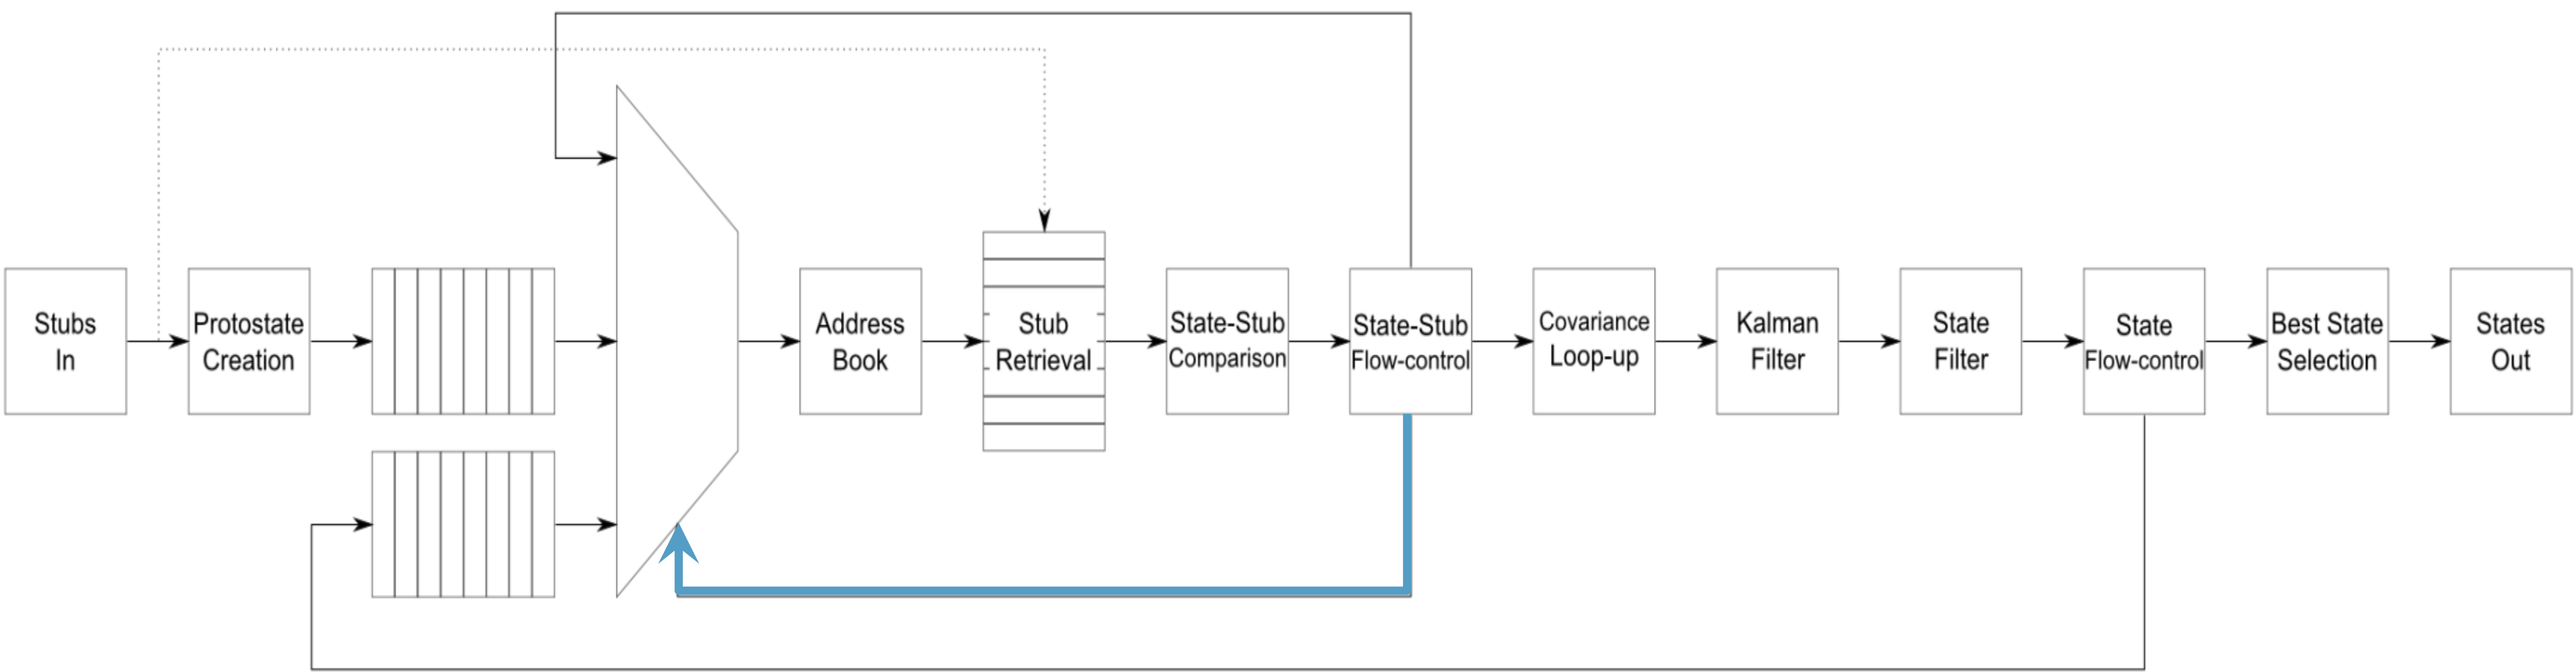 Stubs
In
Protostate
Creation
Address
Book
Stub
Retrieval
State-Stub
Comparison
State-Stub
Flow-control
Covariance
Loop-up
Kalman
Filter
State
Filter
State
Flow-control
Best State
Selection
States
Out